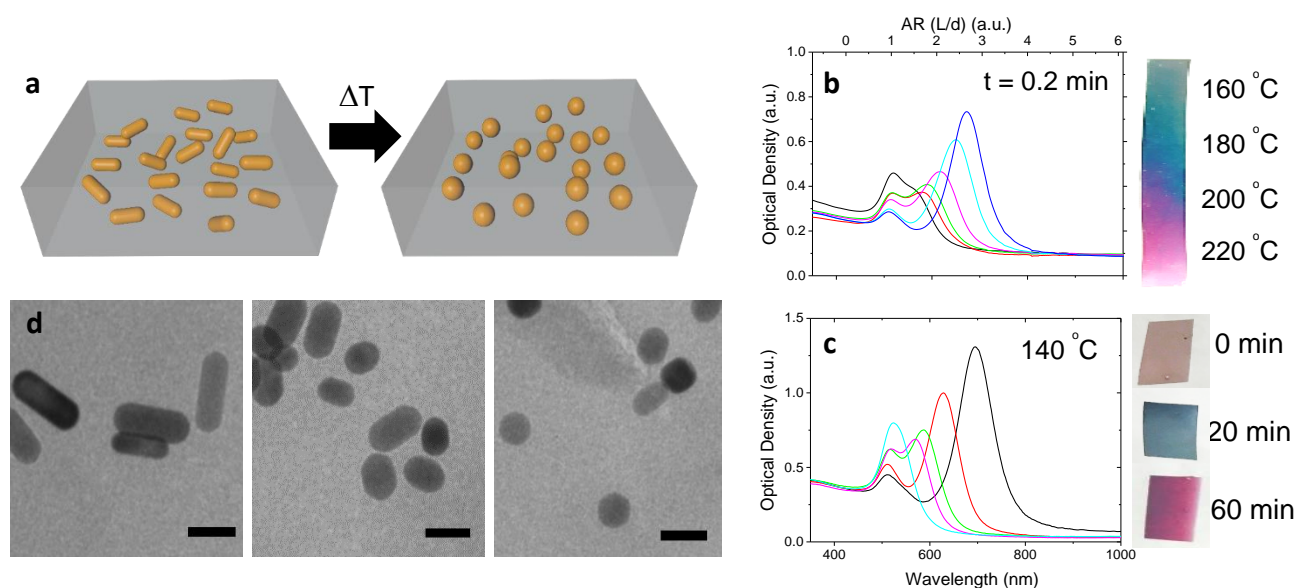 a
ΔT
AR (L/d) (a.u.)
0 1 2 3 4 5 6
1.0
0.8
0.6
0.4
0.2
0.0
Optical Density (a.u.)
b
t = 0.2 min
160 °C
180 °C
200 °C
220 °C
d
1.5
1.0
0.5
0.0
Optical Density (a.u.)
c
140 °C
400 600 800 1000
Wavelength (nm)
0 min
20 min
60 min